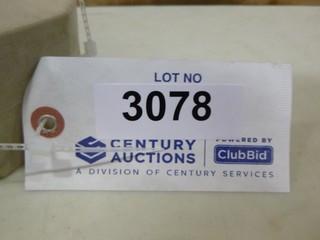 LOT NO
3078
CENTURY AUCTIONS
POWERED BY
ClubBid
A DIVISION OF CENTURY SERVICES